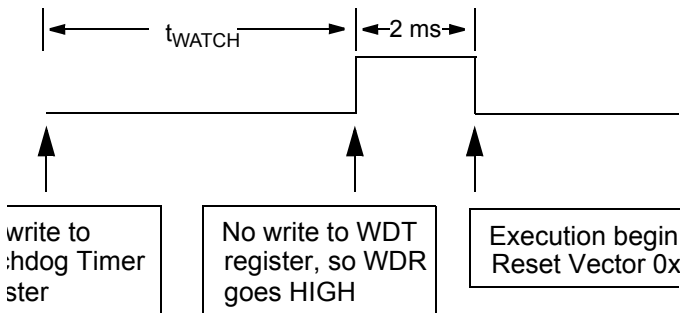 tWATCH
2 ms
write to
chdog Timer
ster
No write to WDT
register, so WDR
goes HIGH
Execution begin
Reset Vector 0x